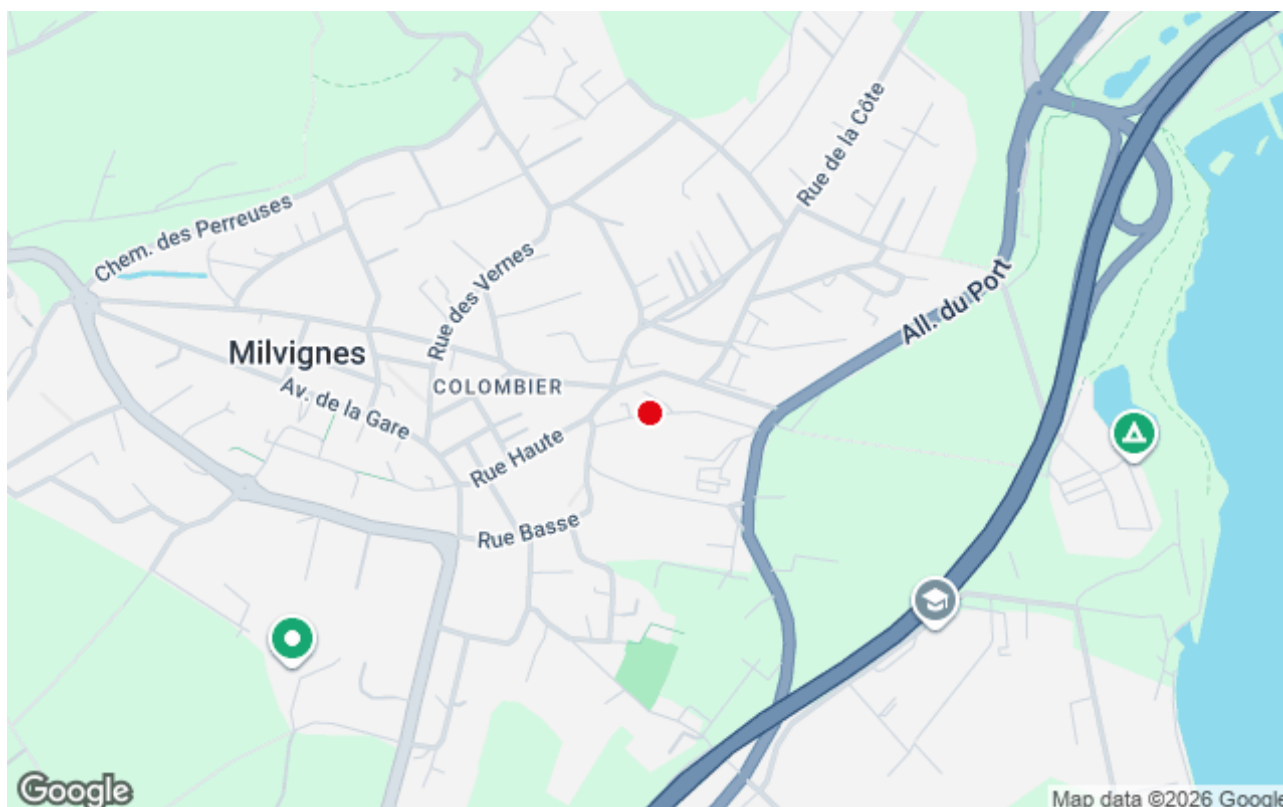 Rue de la Côte
Chem. des Perreuses
Rue des Vernes
All. du Port
Milvignes
COLOMBIER
Av. de la Gare
Rue Haute
Rue Basse
Google
Map data ©2026 Google